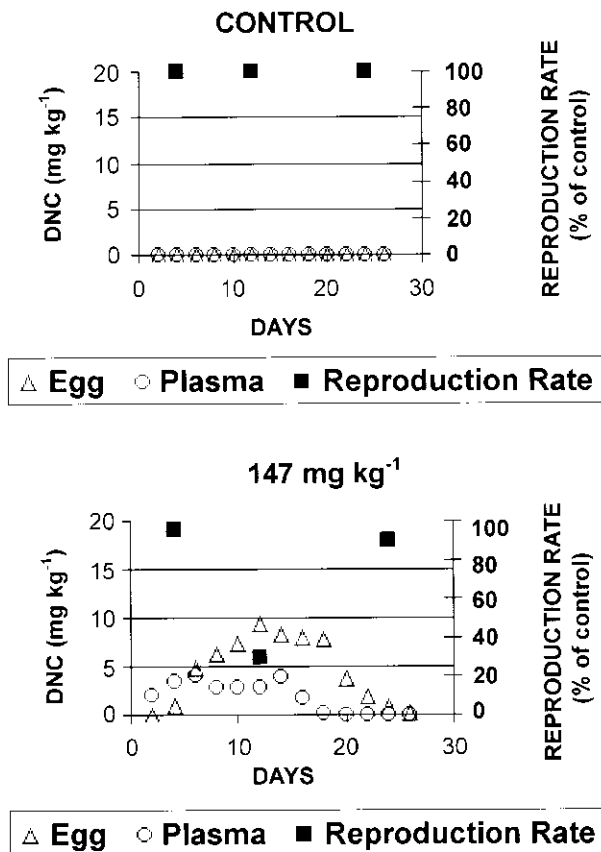 CONTROL
20
15
10
5
0
DNC (mg kg-1)
100
80
60
40
20
0
REPRODUCTION RATE
(% of control)
0 10 20 30
DAYS
△ Egg ○ Plasma ■ Reproduction Rate
147 mg kg-1
20
15
10
5
0
DNC (mg kg-1)
100
80
60
40
20
0
REPRODUCTION RATE
(% of control)
0 10 20 30
DAYS
△ Egg ○ Plasma ■ Reproduction Rate